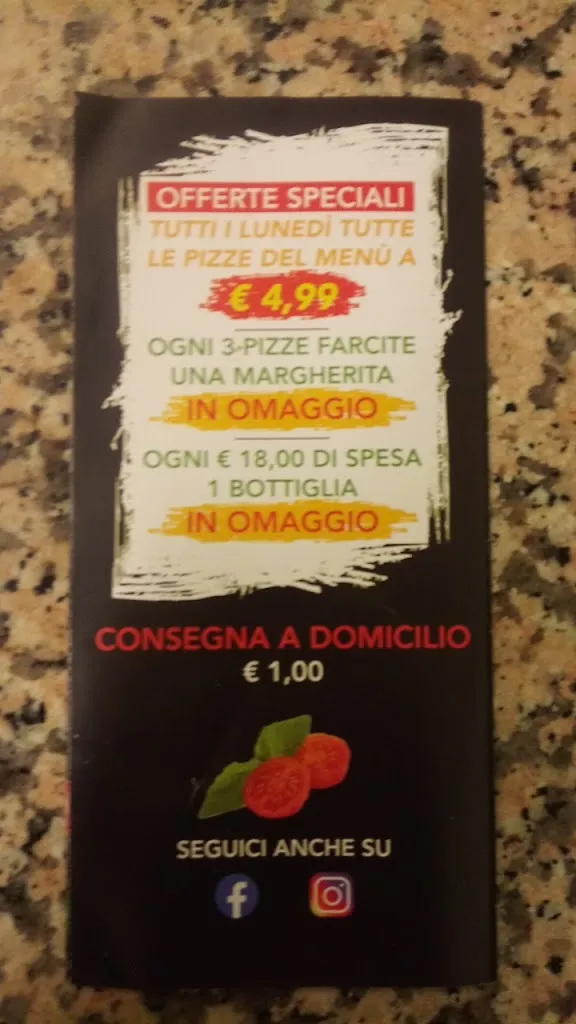 OFFERTE SPECIALI
TUTTI I LUNEDÌ TUTTE
LE PIZZE DEL MENÙ A
€ 4,99
OGNI 3-PIZZE FARCITE
UNA MARGHERITA
IN OMAGGIO
OGNI € 18,00 DI SPESA
1 BOTTIGLIA
IN OMAGGIO
CONSEGNA A DOMICILIO
€ 1,00
SEGUICI ANCHE SU